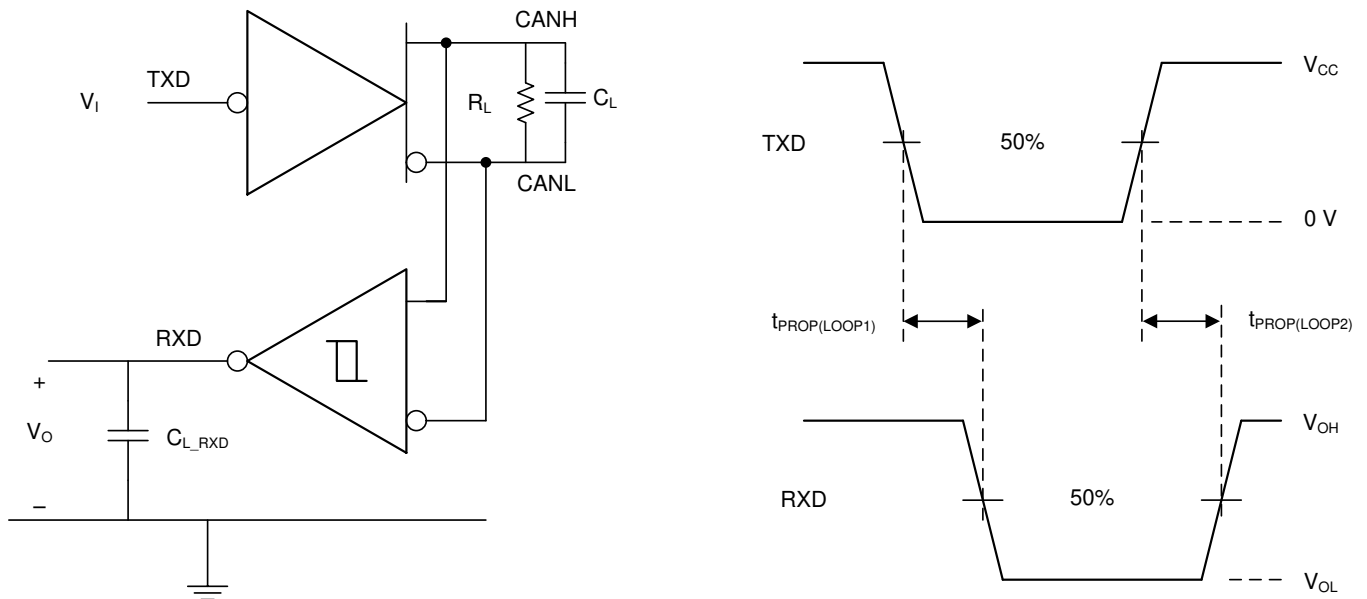 CANH
TXD
V_I
R_L
C_L
CANL
RXD
+
V_O
C_L_RXD
–
V_CC
TXD
50%
0 V
t_PROP(LOOP1)
t_PROP(LOOP2)
V_OH
RXD
50%
V_OL